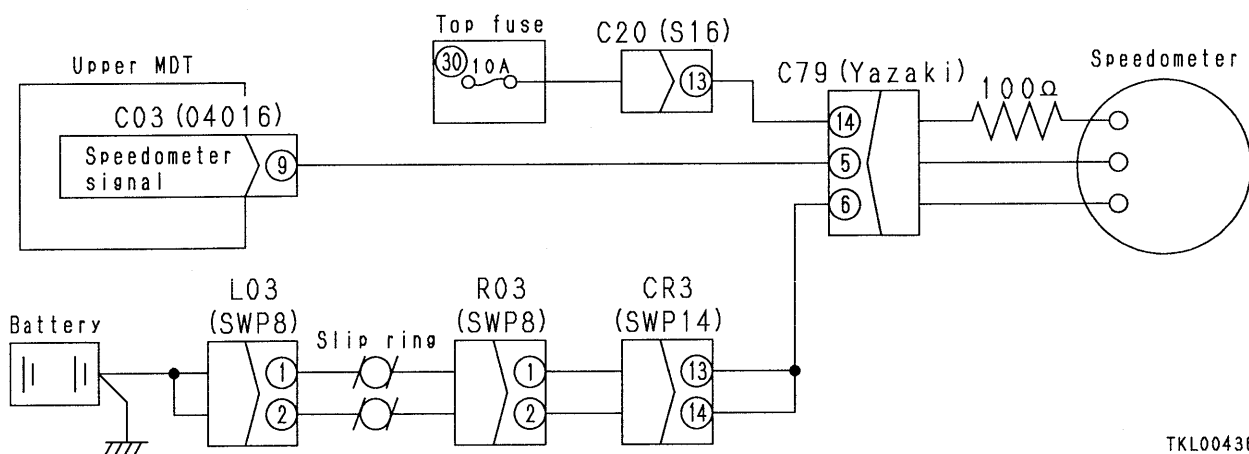 Top fuse
30
10A
C20 (S16)
13
Upper MDT
C03 (04016)
Speedometer
signal
9
C79 (Yazaki)
14
5
6
100Ω
Speedometer
Battery
L03
(SWP8)
1
2
Slip ring
R03
(SWP8)
1
2
CR3
(SWP14)
13
14
TKL00436